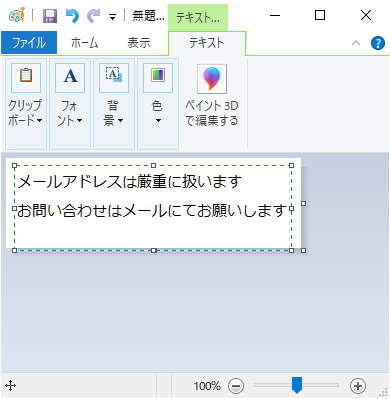 無題...
テキスト...
ファイル
ホーム
表示
テキスト
クリップボード
フォント
背景
色
ペイント 3D で編集する
メールアドレスは厳重に扱います
お問い合わせはメールにてお願いします
100%